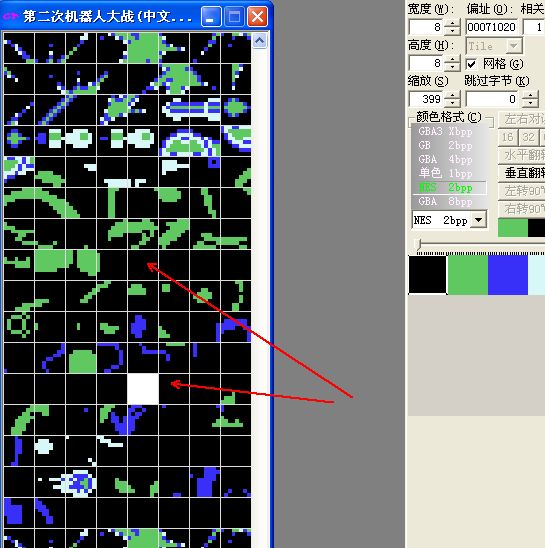 第二次机器人大战(中文...
宽度(W): 偏址(O): 相关
8 00071020 1
高度(H):
8 Tile 网格(G)
缩放(S) 跳过字节(K)
399 0
颜色格式(C)
GBA3 Xbpp
GB 2bpp
GBA 4bpp
单色 1bpp
NES 2bpp
GBA 8bpp
NES 2bpp
左右对
16 32
水平翻
垂直翻
左转90°
右转90°